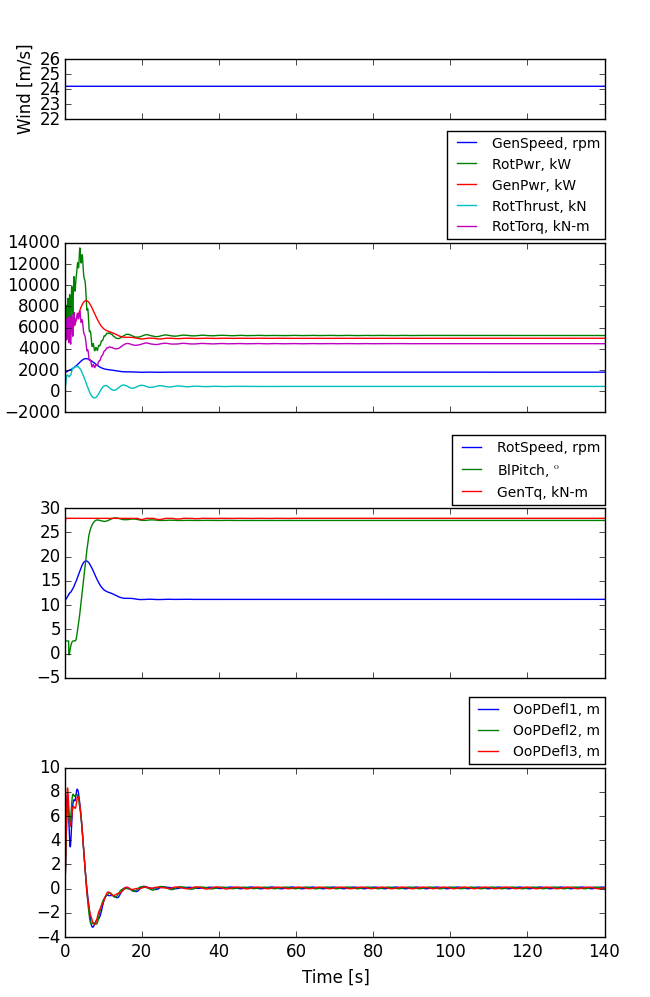 Wind [m/s]
26
25
24
23
22
GenSpeed, rpm
RotPwr, kW
GenPwr, kW
RotThrust, kN
RotTorq, kN-m
14000
12000
10000
8000
6000
4000
2000
0
−2000
RotSpeed, rpm
BlPitch, °
GenTq, kN-m
30
25
20
15
10
5
0
−5
OoPDefl1, m
OoPDefl2, m
OoPDefl3, m
10
8
6
4
2
0
−2
−4
0 20 40 60 80 100 120 140
Time [s]